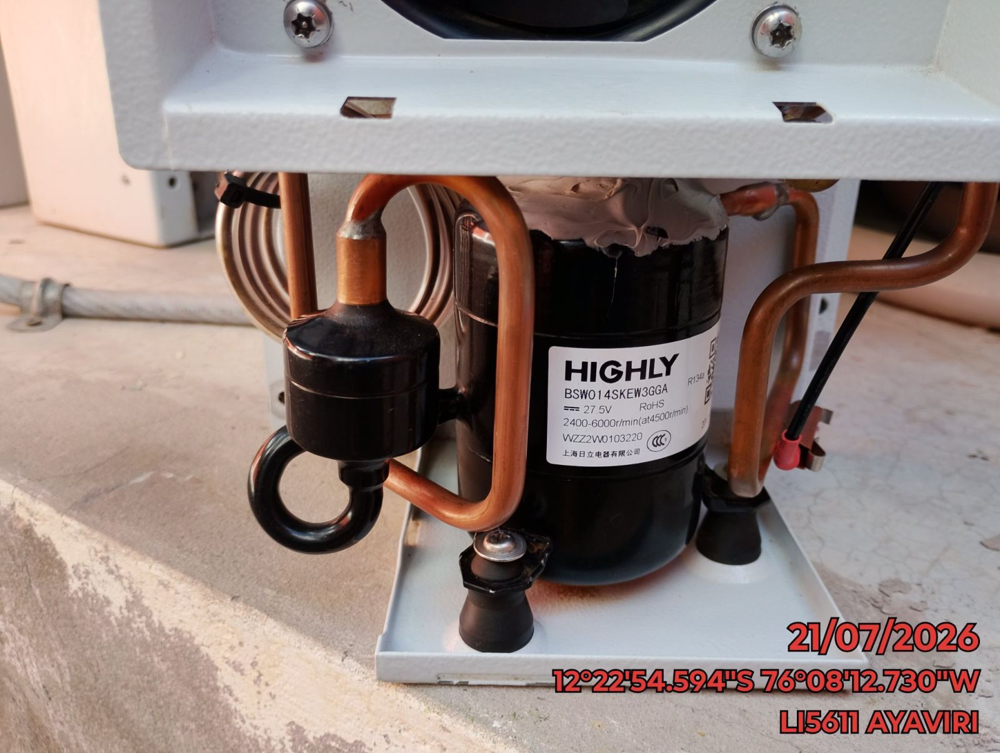 HIGHLY
BSW014SKEW3GGA
R134a
27.5V RoHS
2400-6000r/min(at4500r/min)
WZZ2W0103220
CCC S
上海日立电器有限公司
21/07/2026
12°22'54.594"S 76°08'12.730"W
LI5611 AYAVIRI